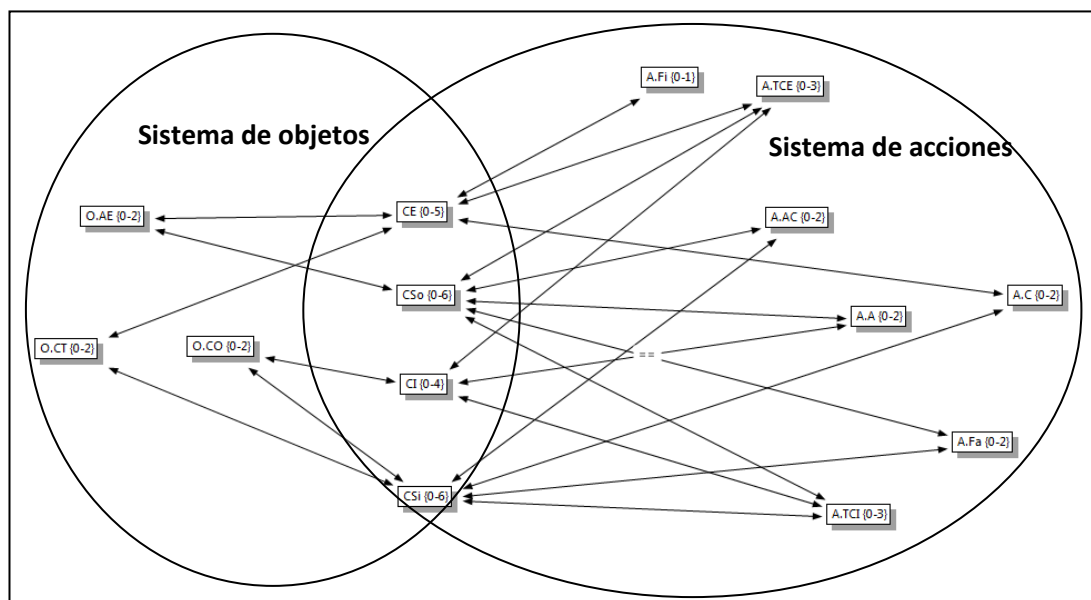 A.Fi {0-1}
A.TCE {0-3}
Sistema de objetos
Sistema de acciones
O.AE {0-2}
CE {0-5}
A.AC {0-2}
CSo {0-6}
A.C {0-2}
A.A {0-2}
O.CT {0-2}
O.CO {0-2}
==
CI {0-4}
A.Fa {0-2}
CSi {0-6}
A.TCI {0-3}